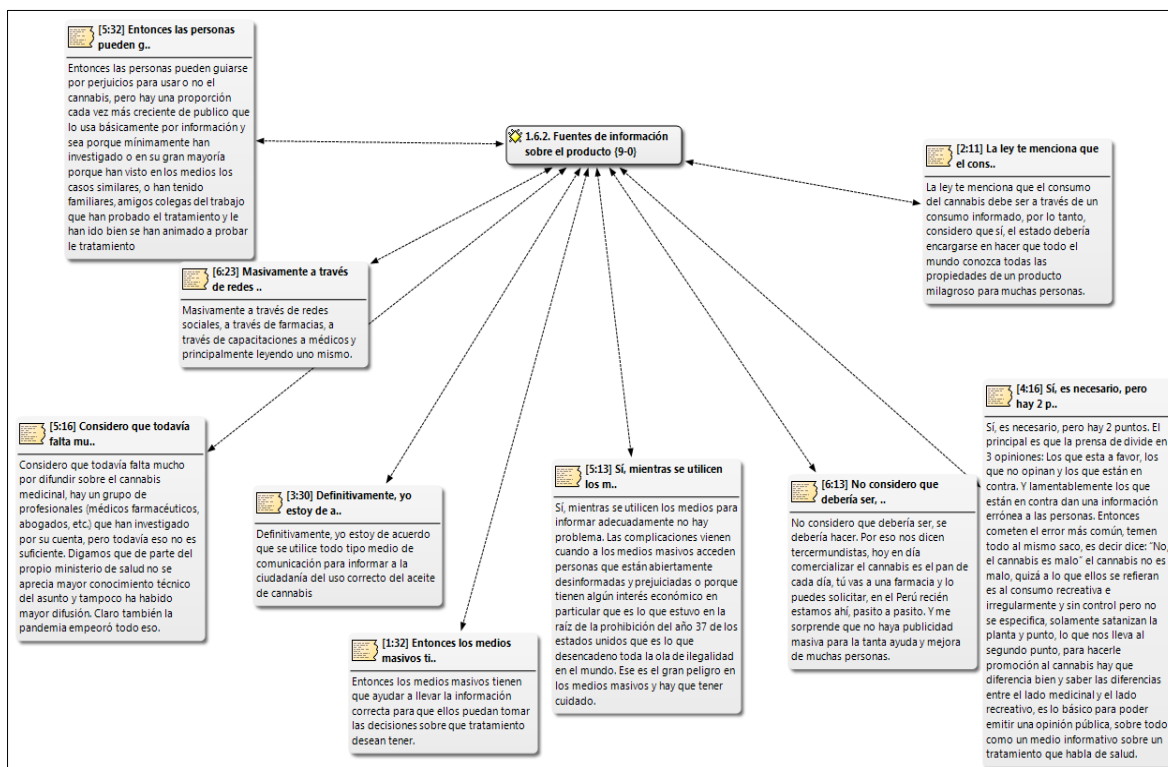 [5:32] Entonces las personas
pueden g..
Entonces las personas pueden guiarse
por perjuicios para usar o no el
cannabis, pero hay una proporción
cada vez más creciente de publico que
lo usa básicamente por información y
sea porque mínimamente han
investigado o en su gran mayoría
porque han visto en los medios los
casos similares, o han tenido
familiares, amigos colegas del trabajo
que han probado el tratamiento y le
han ido bien se han animado a probar
le tratamiento
1.6.2. Fuentes de información
sobre el producto {9-0}
[2:11] La ley te menciona que
el cons..
La ley te menciona que el consumo
del cannabis debe ser a través de un
consumo informado, por lo tanto,
considero que sí, el estado debería
encargarse en hacer que todo el
mundo conozca todas las
propiedades de un producto
milagroso para muchas personas.
[6:23] Masivamente a través
de redes ..
Masivamente a través de redes
sociales, a través de farmacias, a
través de capacitaciones a médicos y
principalmente leyendo uno mismo.
[5:16] Considero que todavía
falta mu..
Considero que todavía falta mucho
por difundir sobre el cannabis
medicinal, hay un grupo de
profesionales (médicos farmacéuticos,
abogados, etc.) que han investigado
por su cuenta, pero todavía eso no es
suficiente. Digamos que de parte del
propio ministerio de salud no se
aprecia mayor conocimiento técnico
del asunto y tampoco ha habido
mayor difusión. Claro también la
pandemia empeoró todo eso.
[3:30] Definitivamente, yo
estoy de a..
Definitivamente, yo estoy de acuerdo
que se utilice todo tipo medio de
comunicación para informar a la
ciudadanía del uso correcto del aceite
de cannabis
[1:32] Entonces los medios
masivos ti..
Entonces los medios masivos tienen
que ayudar a llevar la información
correcta para que ellos puedan tomar
las decisiones sobre que tratamiento
desean tener.
[5:13] Sí, mientras se utilicen
los m..
Sí, mientras se utilicen los medios para
informar adecuadamente no hay
problema. Las complicaciones vienen
cuando a los medios masivos acceden
personas que están abiertamente
desinformadas y prejuiciadas o porque
tienen algún interés económico en
particular que es lo que estuvo en la
raíz de la prohibición del año 37 de los
estados unidos que es lo que
desencadeno toda la ola de ilegalidad
en el mundo. Ese es el gran peligro en
los medios masivos y hay que tener
cuidado.
[6:13] No considero que
debería ser, ..
No considero que debería ser, se
debería hacer. Por eso nos dicen
tercermundistas, hoy en día
comercializar el cannabis es el pan de
cada día, tú vas a una farmacia y lo
puedes solicitar, en el Perú recién
estamos ahí, pasito a pasito. Y me
sorprende que no haya publicidad
masiva para la tanta ayuda y mejora
de muchas personas.
[4:16] Sí, es necesario, pero
hay 2 p..
Sí, es necesario, pero hay 2 puntos. El
principal es que la prensa de divide en
3 opiniones: Los que esta a favor, los
que no opinan y los que están en
contra. Y lamentablemente los que
están en contra dan una información
errónea a las personas. Entonces
cometen el error más común, temen
todo al mismo saco, es decir dice: “No,
el cannabis es malo” el cannabis no es
malo, quizá a lo que ellos se refieran
es al consumo recreativa e
irregularmente y sin control pero no
se especifica, solamente satanizan la
planta y punto, lo que nos lleva al
segundo punto, para hacerle
promoción al cannabis hay que
diferencia bien y saber las diferencias
entre el lado medicinal y el lado
recreativo, es lo básico para poder
emitir una opinión pública, sobre todo
como un medio informativo sobre un
tratamiento que habla de salud.